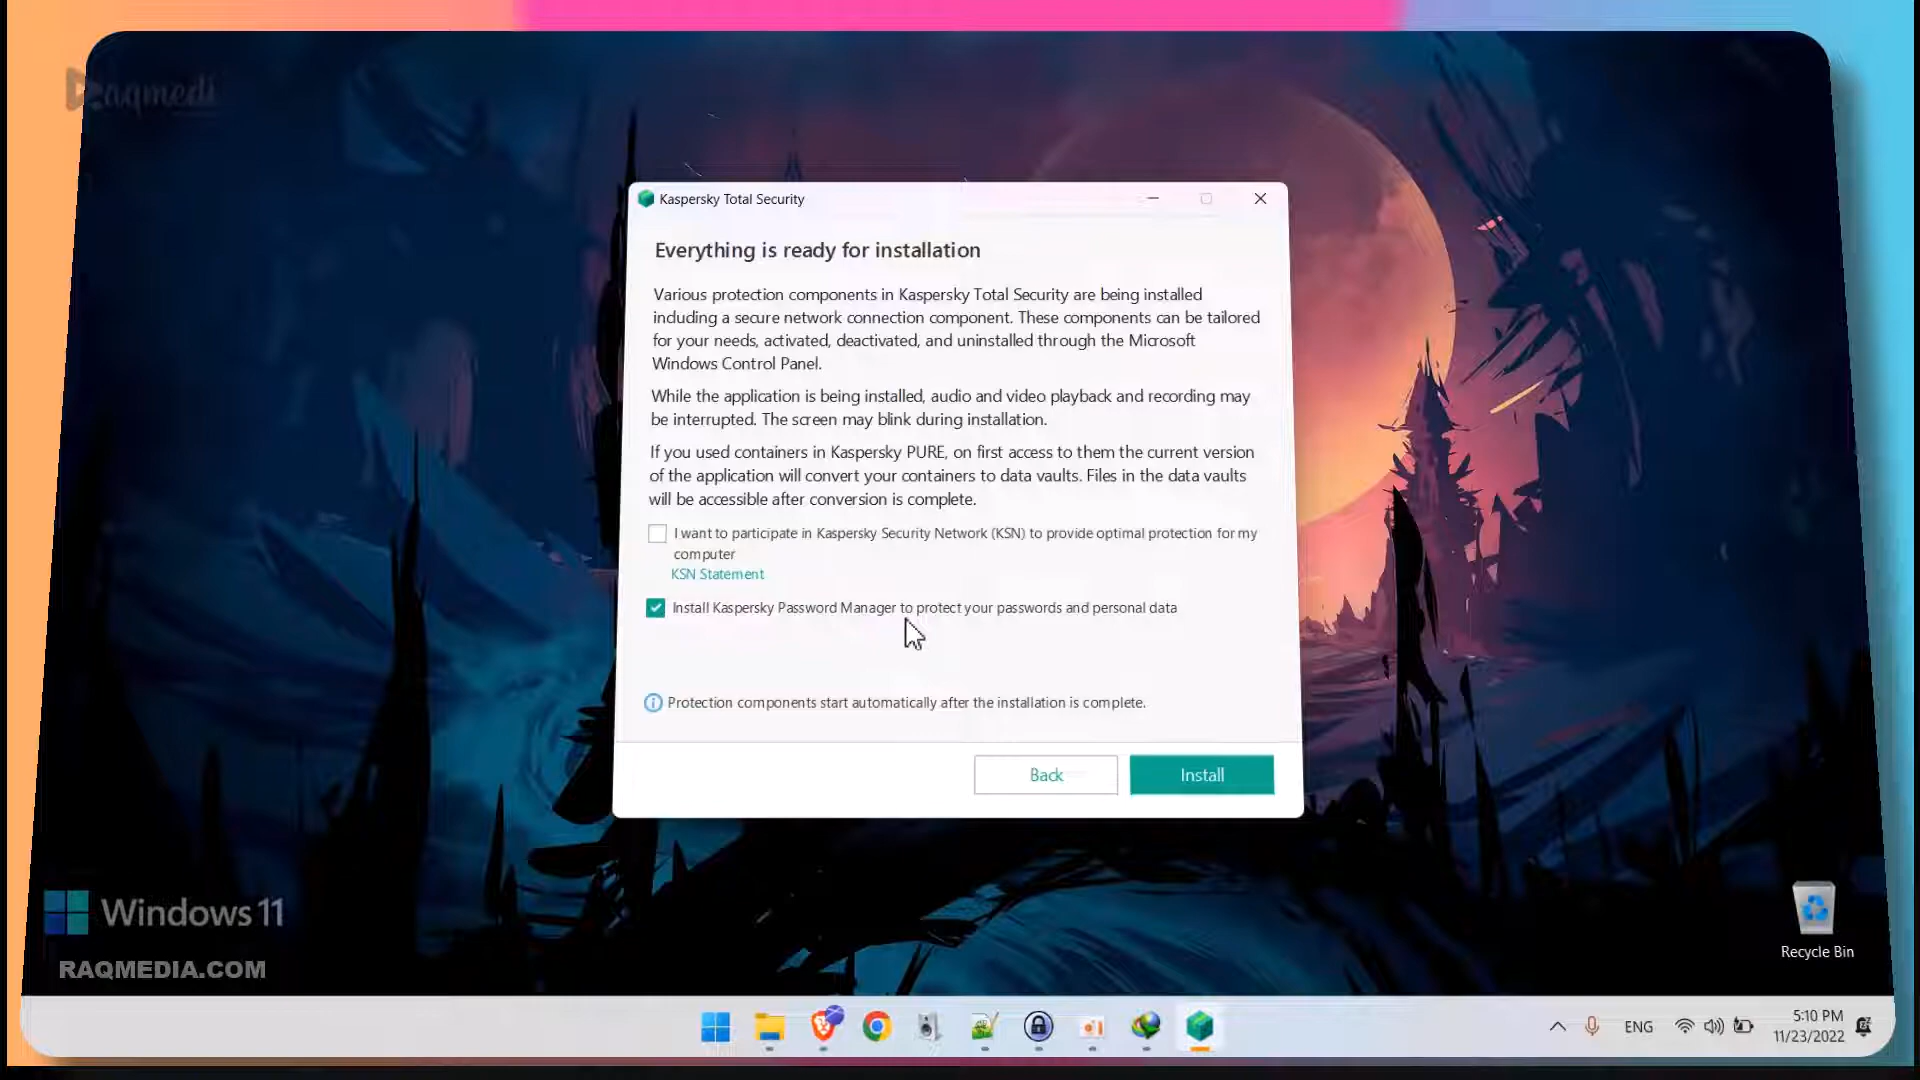 aqmedi
Kaspersky Total Security
Everything is ready for installation
Various protection components in Kaspersky Total Security are being installed
including a secure network connection component. These components can be tailored
for your needs, activated, deactivated, and uninstalled through the Microsoft
Windows Control Panel.
While the application is being installed, audio and video playback and recording may
be interrupted. The screen may blink during installation.
If you used containers in Kaspersky PURE, on first access to them the current version
of the application will convert your containers to data vaults. Files in the data vaults
will be accessible after conversion is complete.
I want to participate in Kaspersky Security Network (KSN) to provide optimal protection for my
computer
KSN Statement
Install Kaspersky Password Manager to protect your passwords and personal data
Protection components start automatically after the installation is complete.
Back
Install
Windows 11
RAQMEDIA.COM
Recycle Bin
ENG
5:10 PM
11/23/2022